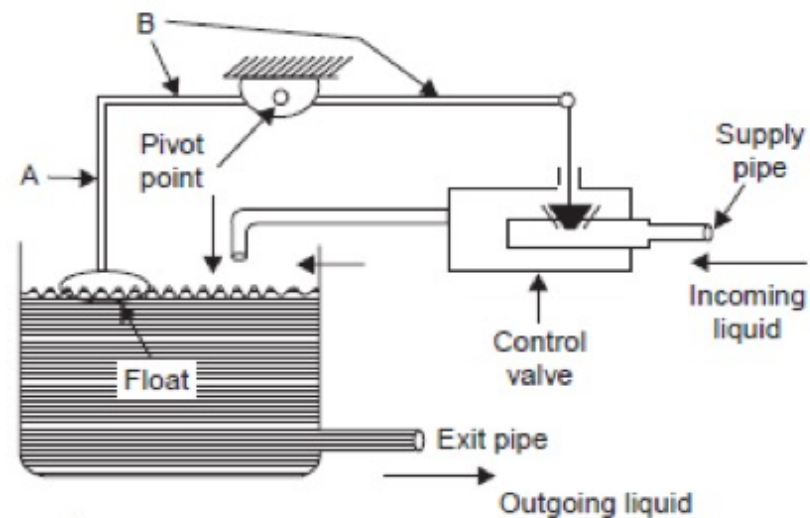 B
Pivot
point
A
Supply
pipe
Incoming
liquid
Control
valve
Float
Exit pipe
Outgoing liquid